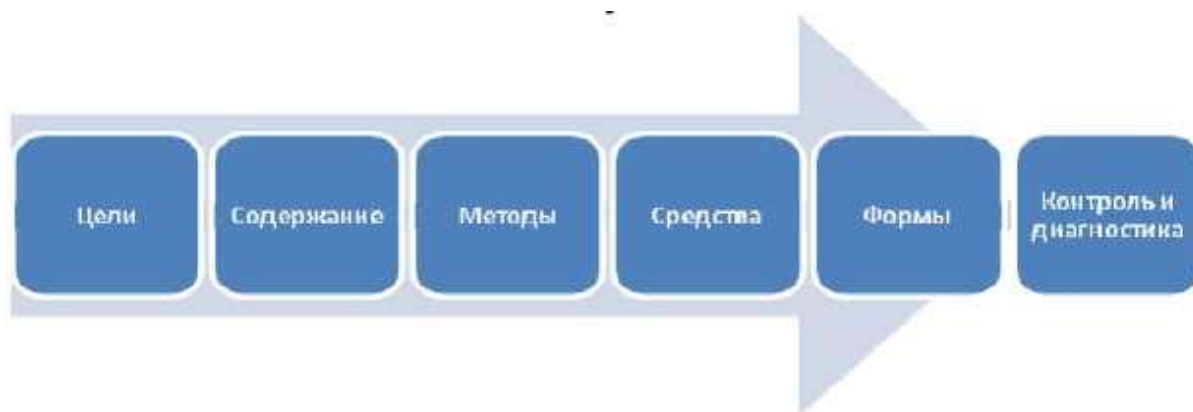 Цели
Содержание
Методы
Средства
Формы
Контроль и
диагностика